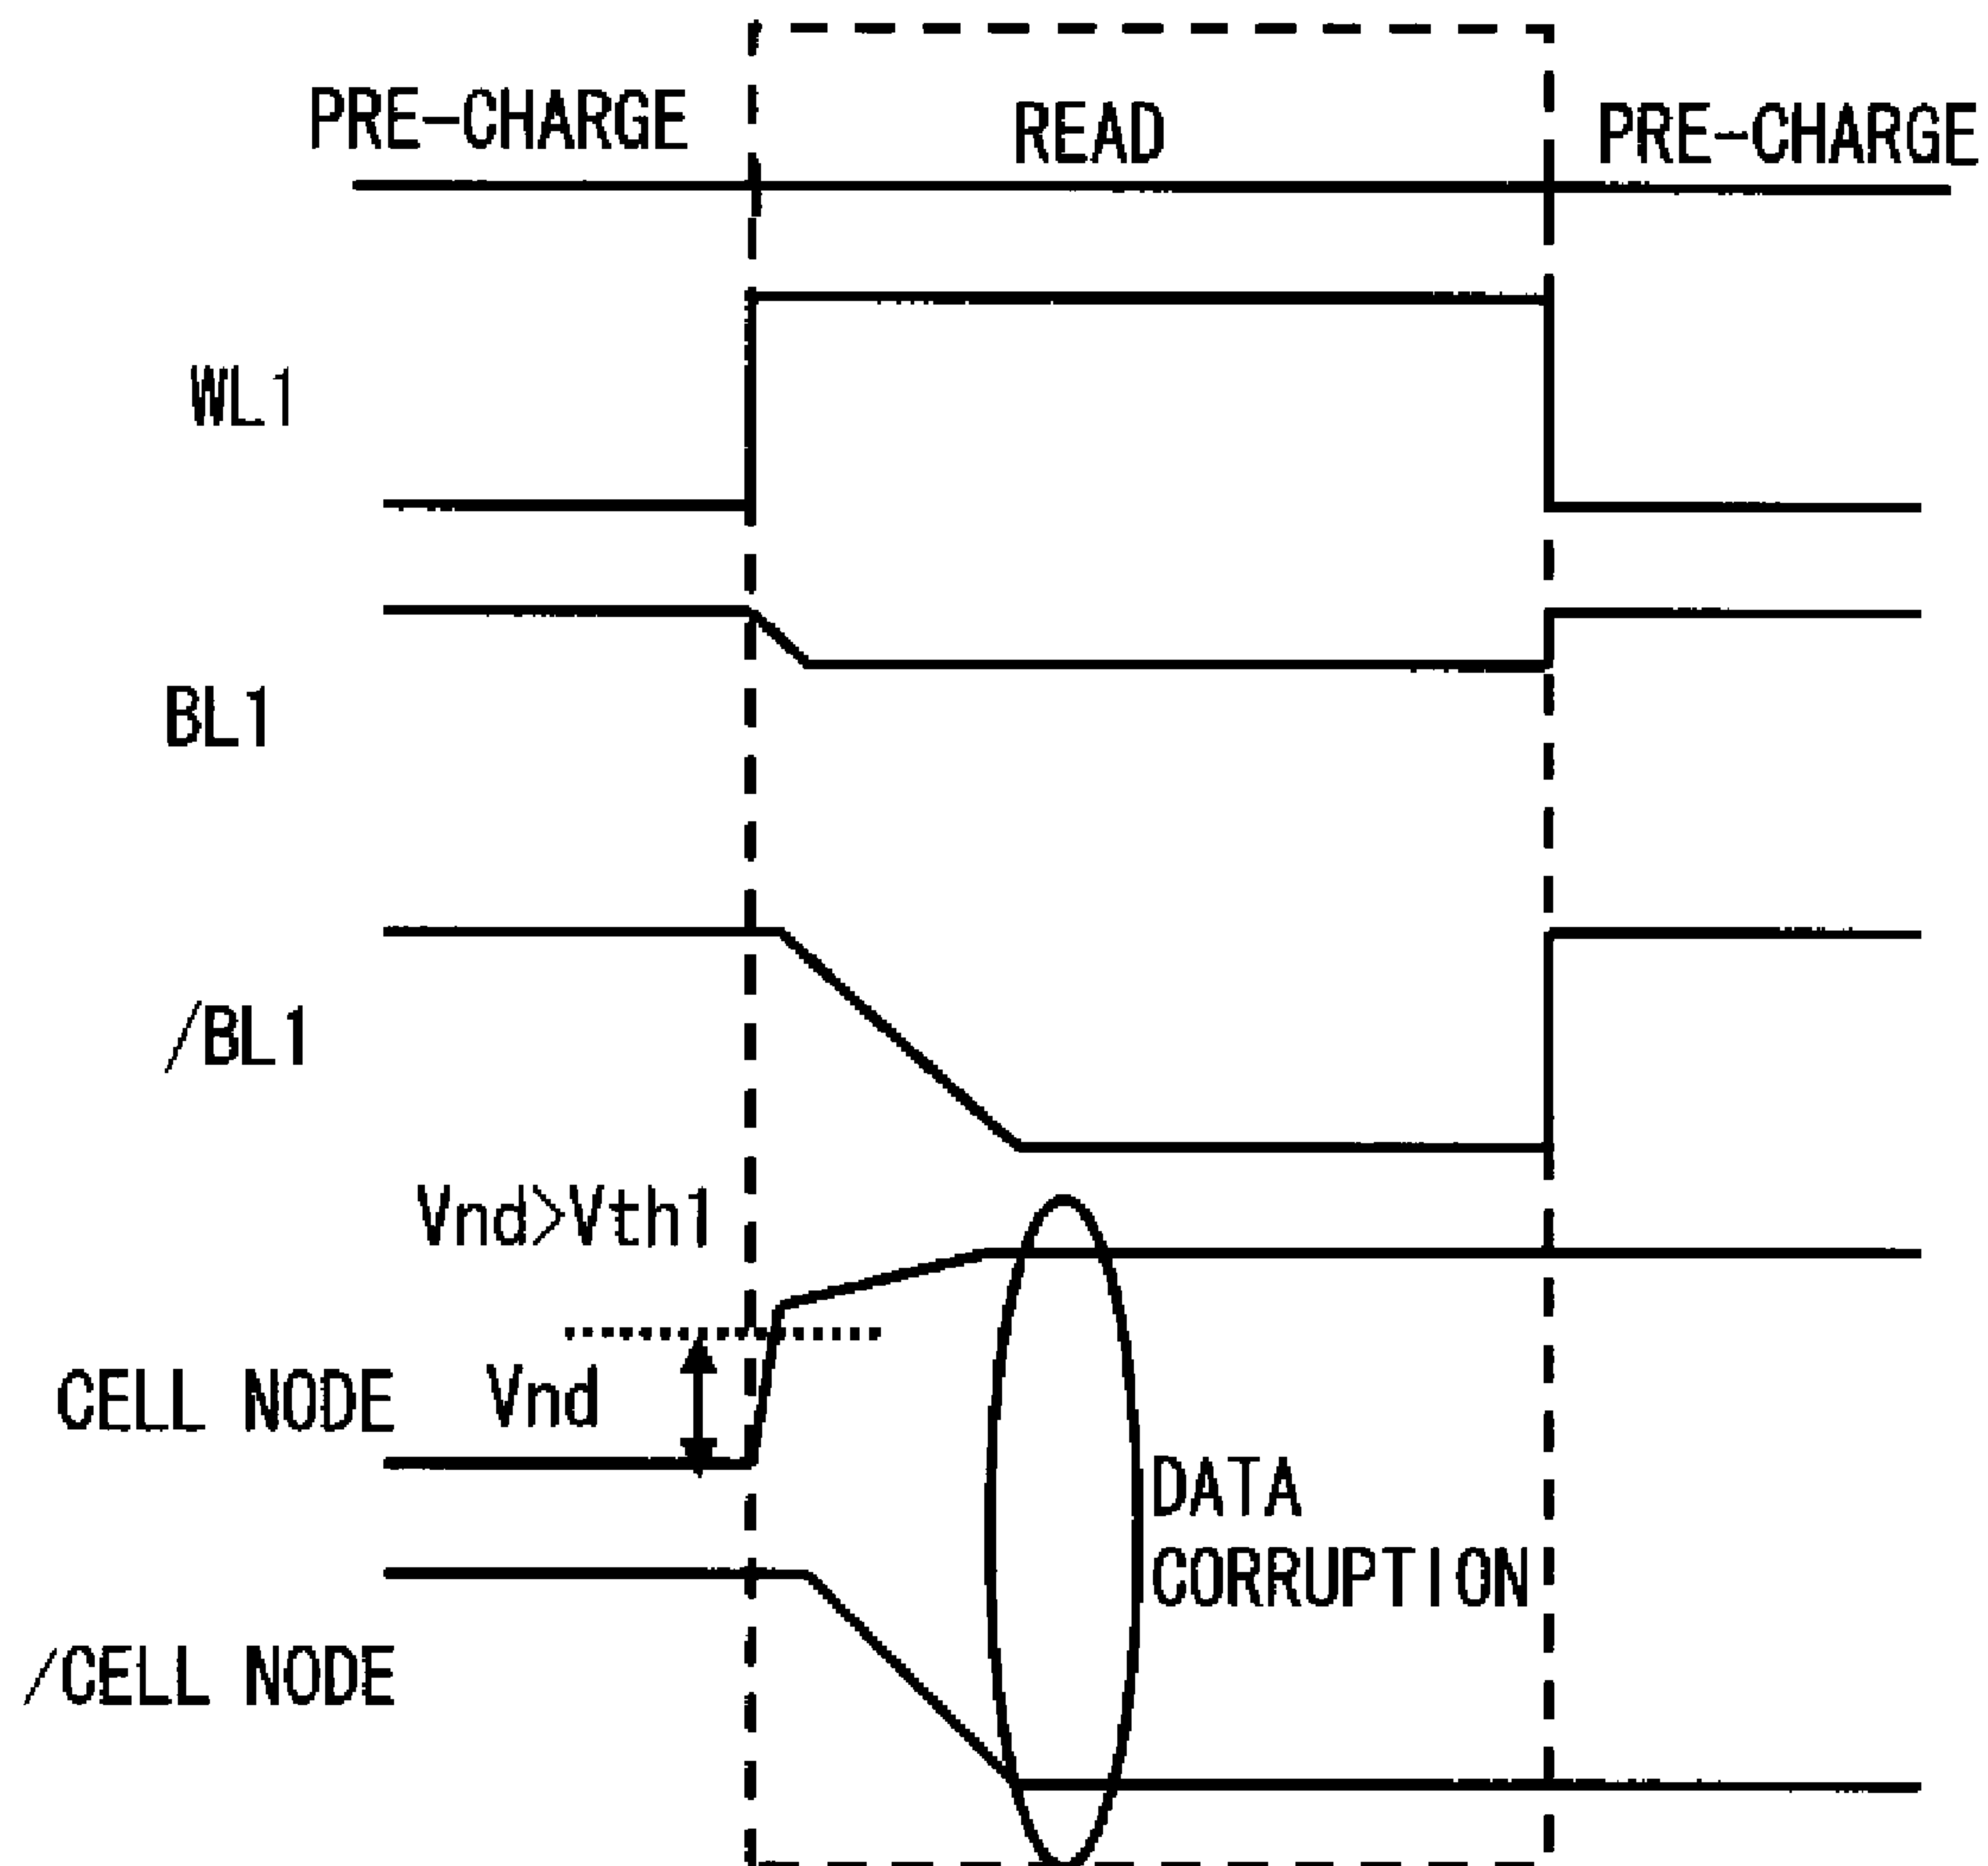 PRE-CHARGE
READ
PRE-CHARGE
WL1
BL1
/BL1
Vnd>Vth1
CELL NODE
Vnd
DATA
CORRUPTION
/CELL NODE